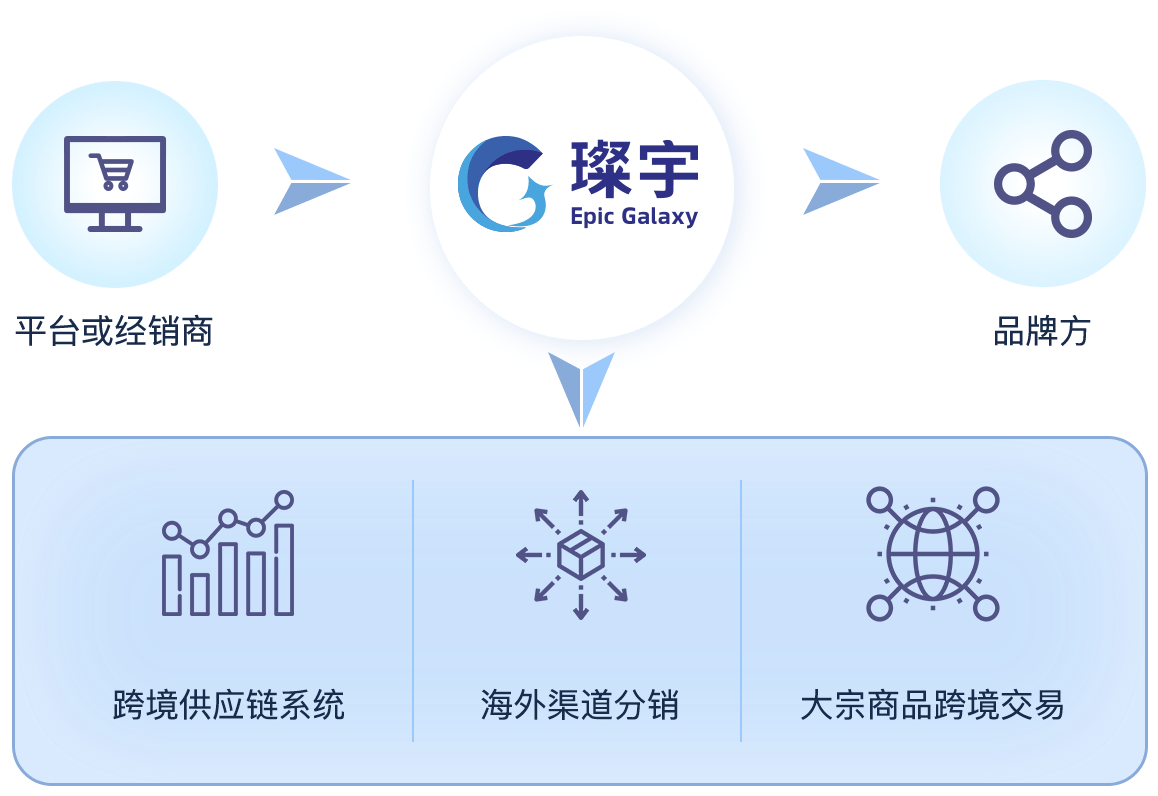 璨宇
Epic Galaxy
平台或经销商
品牌方
跨境供应链系统
海外渠道分销
大宗商品跨境交易